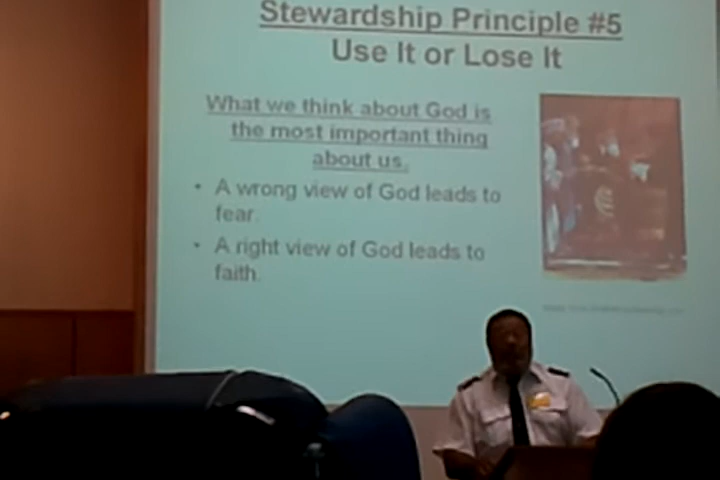 Stewardship Principle #5
Use It or Lose It
What we think about God is
the most important thing
about us.
• A wrong view of God leads to
fear.
• A right view of God leads to
faith.